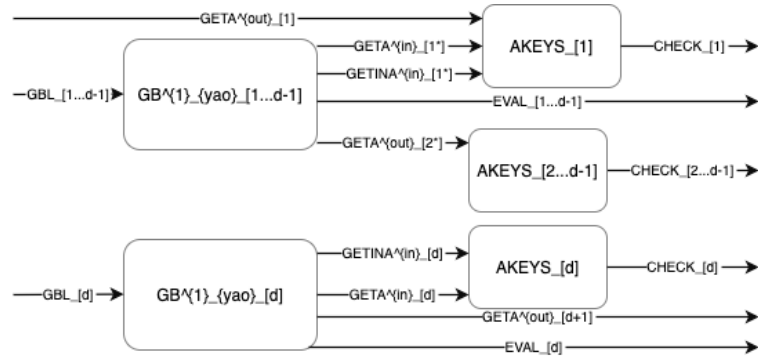 GETA^{out}_[1]
GETA^{in}_[1*]
AKEYS_[1]
CHECK_[1]
GETINA^{in}_[1*]
GBL_[1...d-1]
GB^{1}_{yao}_[1...d-1]
EVAL_[1...d-1]
GETA^{out}_[2*]
AKEYS_[2...d-1]
CHECK_[2...d-1]
GETINA^{in}_[d]
AKEYS_[d]
CHECK_[d]
GBL_[d]
GB^{1}_{yao}_[d]
GETA^{in}_[d]
GETA^{out}_[d+1]
EVAL_[d]